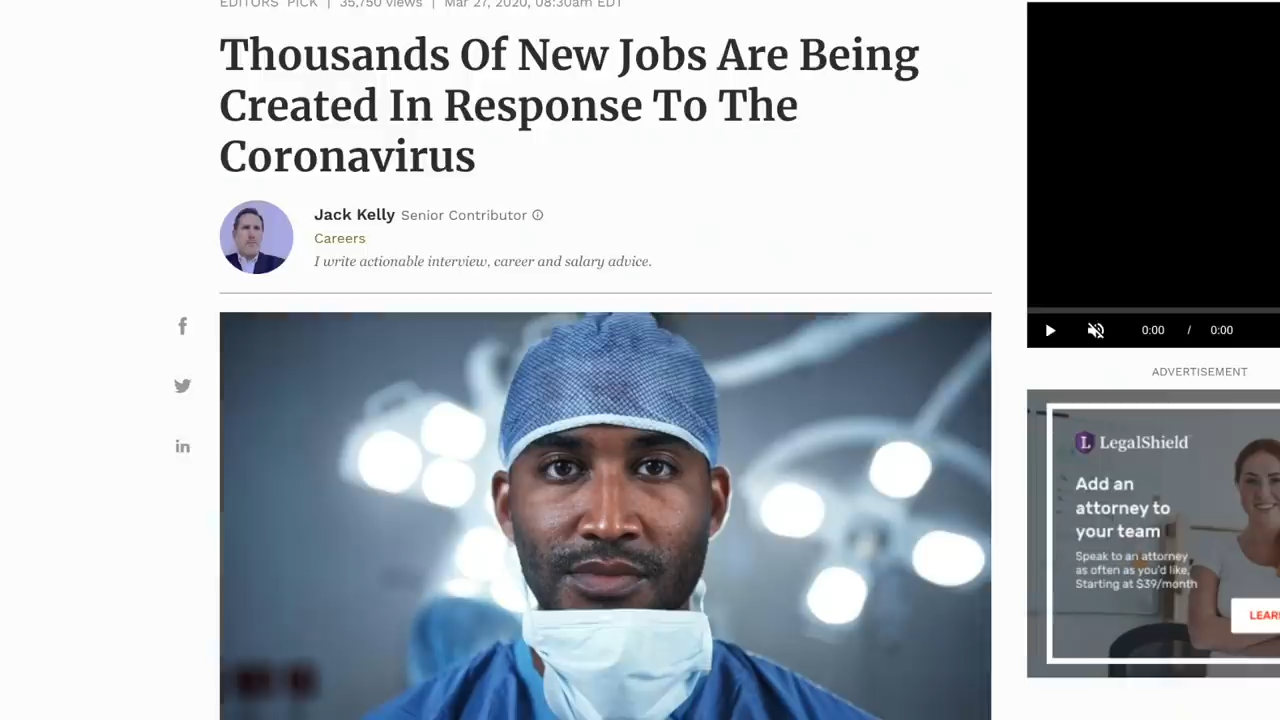 EDITORS' PICK | 35,750 views | Mar 27, 2020, 08:30am EDT
Thousands Of New Jobs Are Being
Created In Response To The
Coronavirus
Jack Kelly Senior Contributor
Careers
I write actionable interview, career and salary advice.
0:00 / 0:00
ADVERTISEMENT
L LegalShield
Add an
attorney to
your team
Speak to an attorney
as often as you'd like,
Starting at $39/month
LEAR